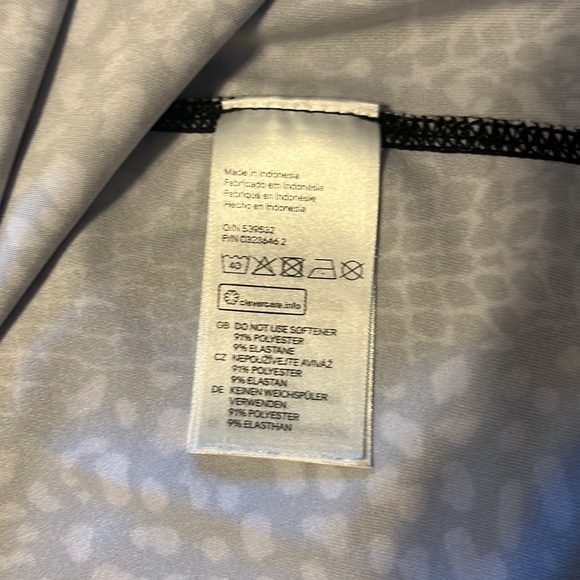 Made in Indonesia
Fabricado em Indonésia
Fabriqué en Indonésie
Hecho en Indonesia
O/N 539532
P/N 0323646 2
40
clevercare.info
GB DO NOT USE SOFTENER
91% POLYESTER
9% ELASTANE
CZ NEPOUŽÍVEJTE AVIVÁŽ
91% POLYESTER
9% ELASTAN
DE KEINEN WEICHSPÜLER
VERWENDEN
91% POLYESTER
9% ELASTHAN